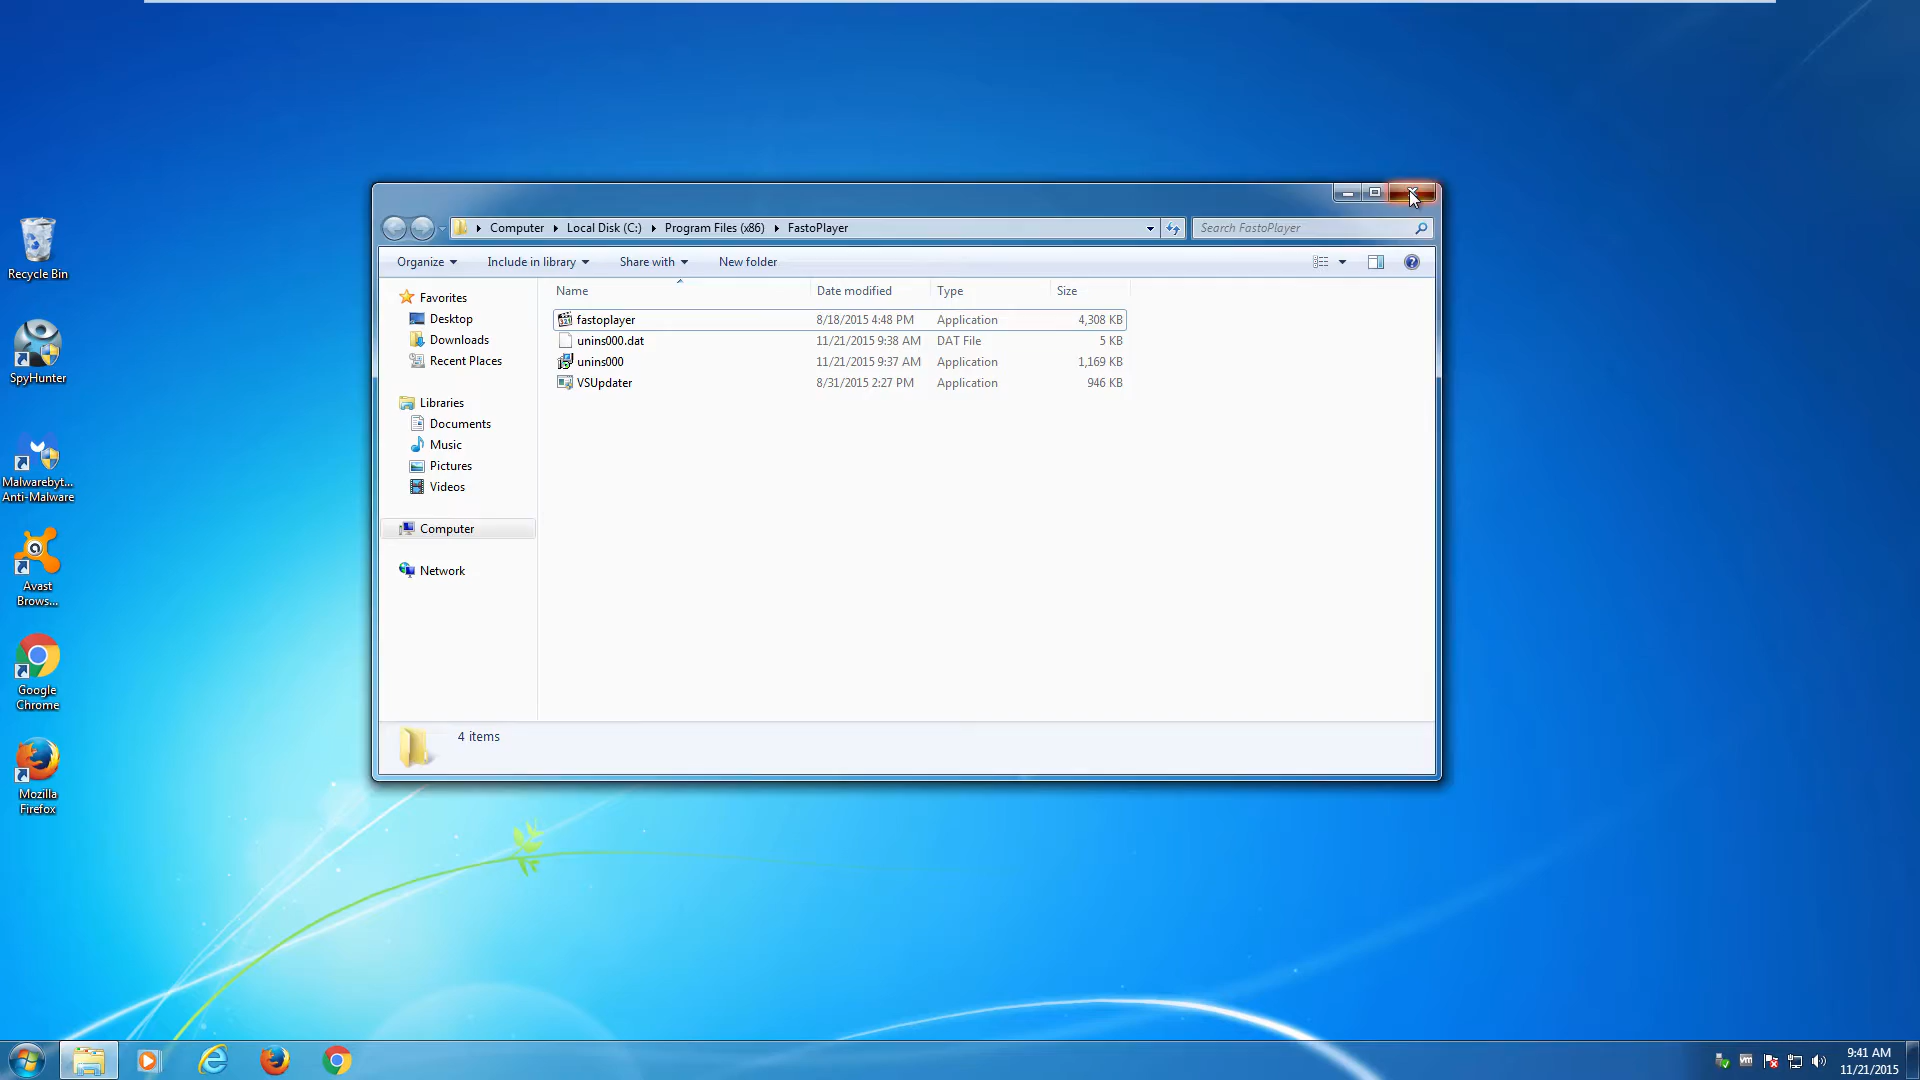 Computer Local Disk (C:) Program Files (x86) FastoPlayer Search FastoPlayer
Organize Include in library Share with New folder
Favorites
Desktop
Downloads
Recent Places
Libraries
Documents
Music
Pictures
Videos
Computer
Network
Name Date modified Type Size
fastoplayer 8/18/2015 4:48 PM Application 4,308 KB
unins000.dat 11/21/2015 9:38 AM DAT File 5 KB
unins000 11/21/2015 9:37 AM Application 1,169 KB
VSUpdater 8/31/2015 2:27 PM Application 946 KB
4 items
Recycle Bin
SpyHunter
Malwarebyt...
Anti-Malware
Avast
Brows...
Google
Chrome
Mozilla
Firefox
9:41 AM
11/21/2015